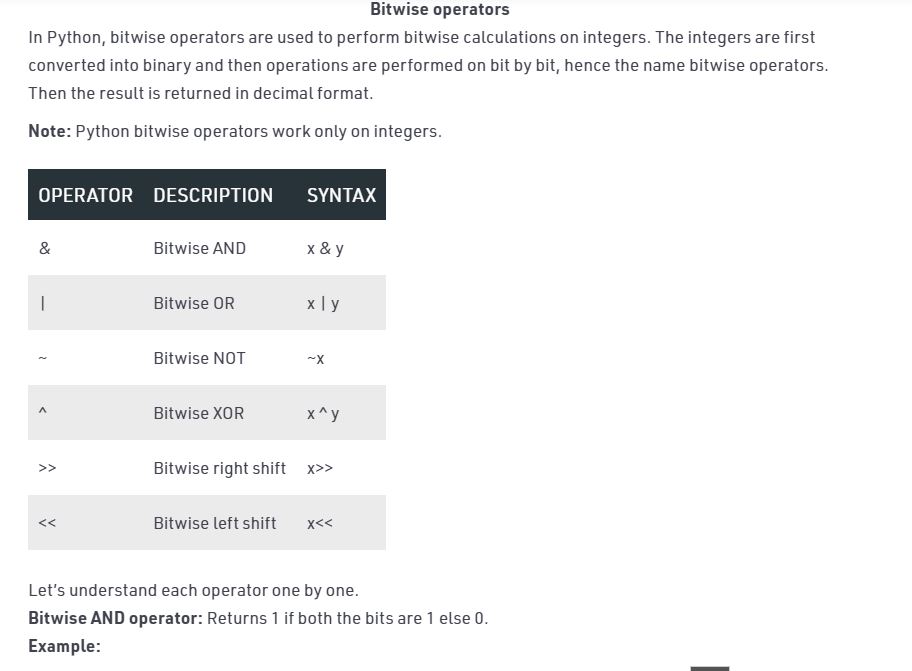 Bitwise operators
In Python, bitwise operators are used to perform bitwise calculations on integers. The integers are first
converted into binary and then operations are performed on bit by bit, hence the name bitwise operators.
Then the result is returned in decimal format.
Note: Python bitwise operators work only on integers.
OPERATOR DESCRIPTION SYNTAX
& Bitwise AND x & y
| Bitwise OR x | y
~ Bitwise NOT ~x
^ Bitwise XOR x ^ y
>> Bitwise right shift x>>
<< Bitwise left shift x<<
Let’s understand each operator one by one.
Bitwise AND operator: Returns 1 if both the bits are 1 else 0.
Example: